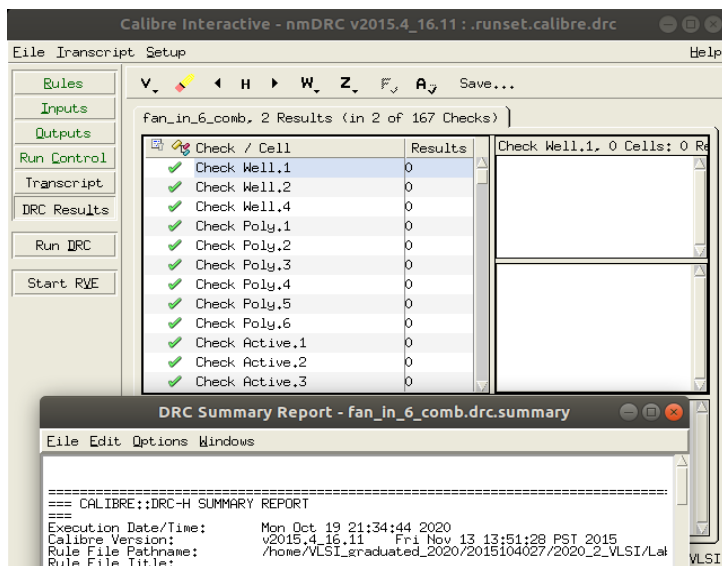 Calibre Interactive - nmDRC v2015.4_16.11 : .runset.calibre.drc
File Transcript Setup Help
Rules
Inputs
Outputs
Run Control
Transcript
DRC Results
Run DRC
Start RVE
V H W Z F A Save...
fan_in_6_comb, 2 Results (in 2 of 167 Checks)
Check / Cell Results
Check Well.1 0
Check Well.2 0
Check Well.4 0
Check Poly.1 0
Check Poly.2 0
Check Poly.3 0
Check Poly.4 0
Check Poly.5 0
Check Poly.6 0
Check Active.1 0
Check Active.2 0
Check Active.3 0
Check Well.1, 0 Cells: 0 Re
DRC Summary Report - fan_in_6_comb.drc.summary
File Edit Options Windows
==================================================================================
=== CALIBRE::DRC-H SUMMARY REPORT
===
Execution Date/Time: Mon Oct 19 21:34:44 2020
Calibre Version: v2015.4_16.11 Fri Nov 13 13:51:28 PST 2015
Rule File Pathname: /home/VLSI_graduated_2020/2015104027/2020_2_VLSI/Lab
Rule File Title:
VLSI